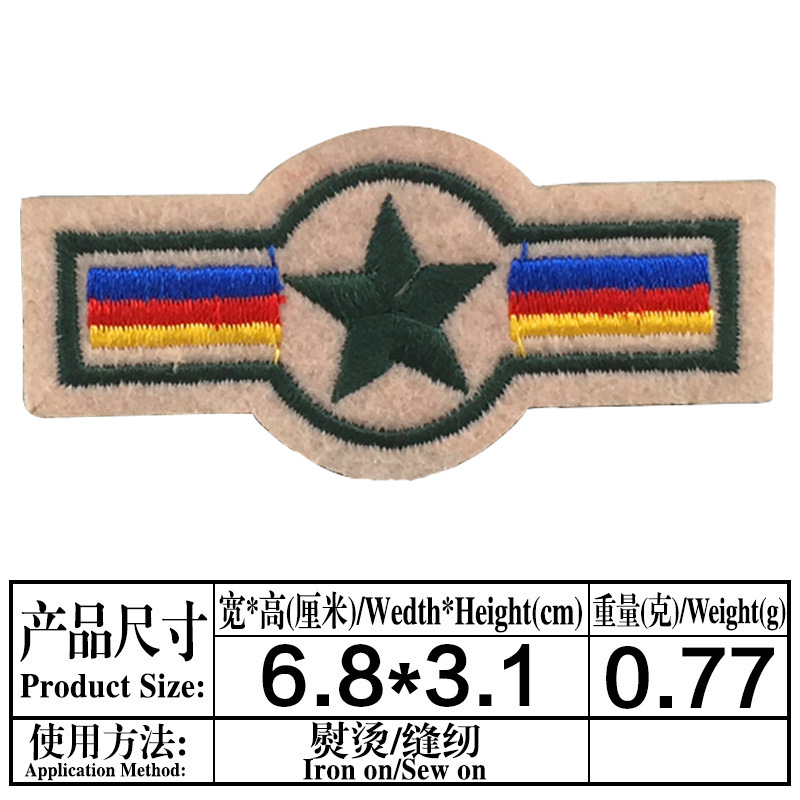 产品尺寸
Product Size:
宽*高(厘米)/Wedth*Height(cm)
重量(克)/Weight(g)
6.8*3.1
0.77
使用方法:
Application Method:
熨烫/缝纫
Iron on/Sew on